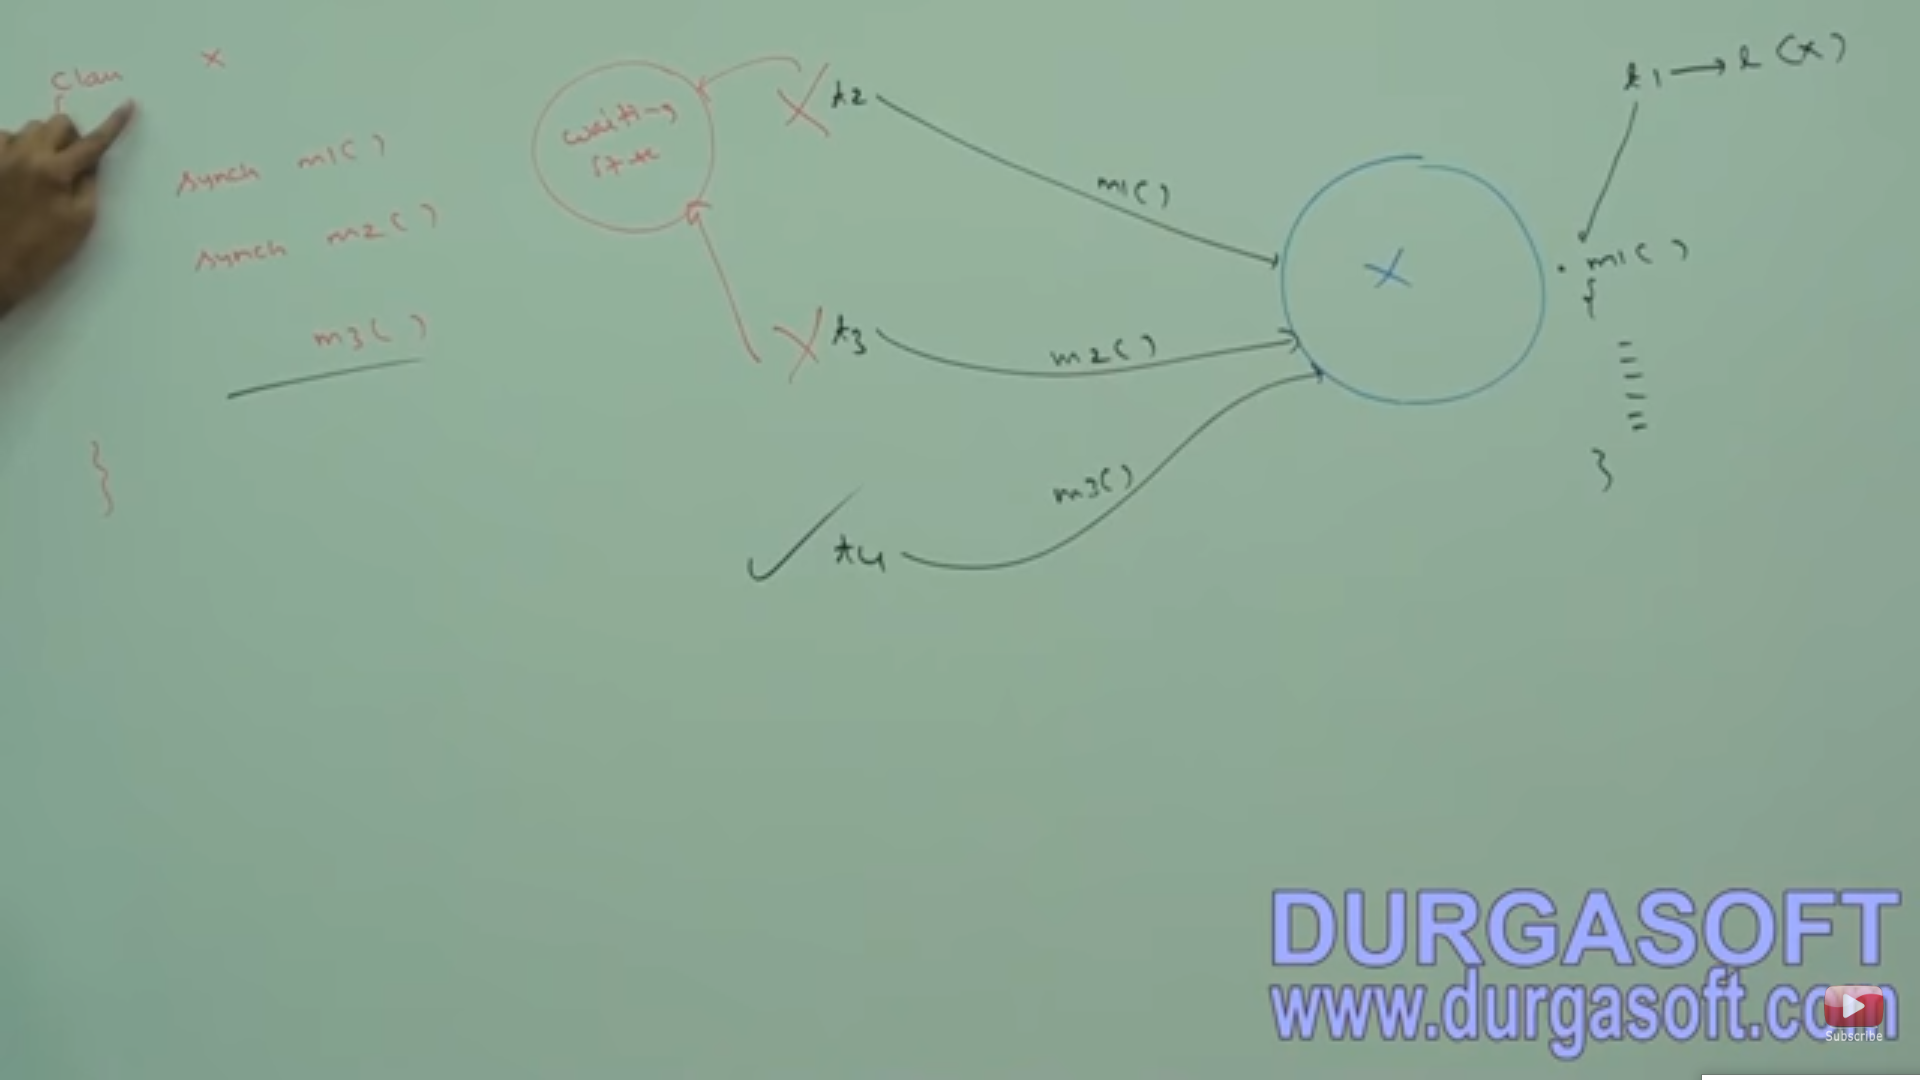 Class X
{
synch m1( )
synch m2( )
m3( )
}
waiting
state
t2
m1( )
t3
m2( )
t4
m3( )
X
t1 → l (X)
. m1( )
{
}
DURGASOFT
www.durgasoft.com
Subscribe